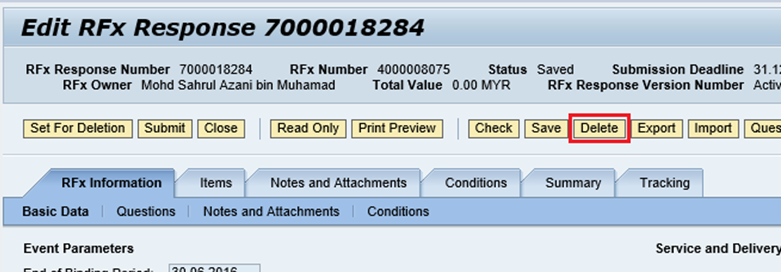 Edit RFx Response 7000018284
RFx Response Number 7000018284 RFx Number 4000008075 Status Saved Submission Deadline 31.12
RFx Owner Mohd Sahrul Azani bin Muhamad Total Value 0.00 MYR RFx Response Version Number Activ
Set For Deletion Submit Close Read Only Print Preview Check Save Delete Export Import Ques
RFx Information Items Notes and Attachments Conditions Summary Tracking
Basic Data Questions Notes and Attachments Conditions
Event Parameters Service and Delivery
End of Binding Period: 30.06.2016